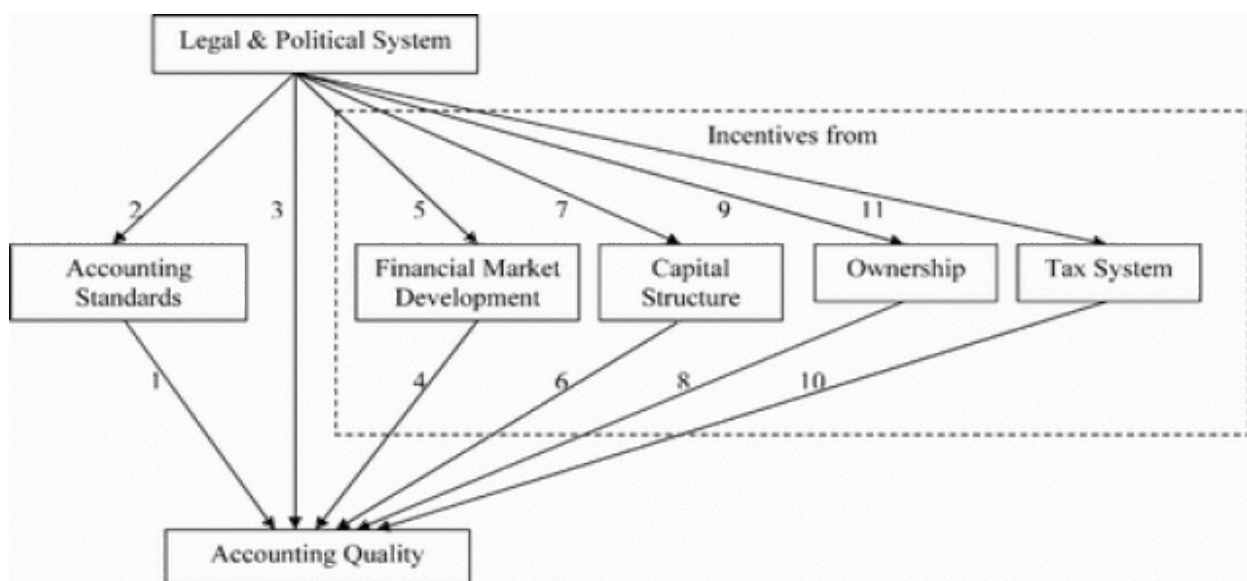 Legal & Political System
Incentives from
2
3
5
7
9
11
Accounting
Standards
Financial Market
Development
Capital
Structure
Ownership
Tax System
1
4
6
8
10
Accounting Quality